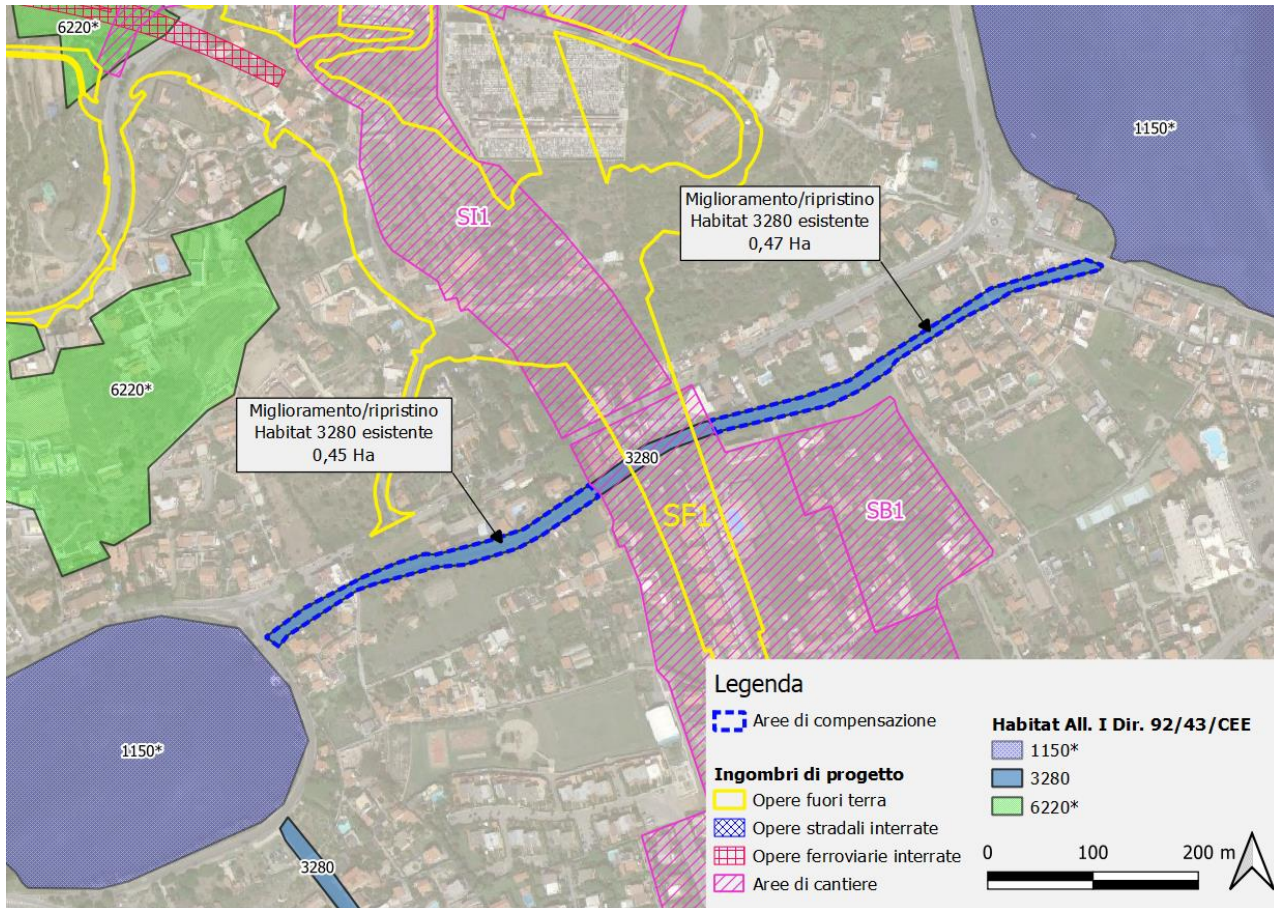 6220*
1150*
Miglioramento/ripristino
Habitat 3280 esistente
0,47 Ha
SI1
6220*
Miglioramento/ripristino
Habitat 3280 esistente
0,45 Ha
3280
SF1
SB1
1150*
3280
Legenda
Aree di compensazione
Ingombri di progetto
Opere fuori terra
Opere stradali interrate
Opere ferroviarie interrate
Aree di cantiere
Habitat All. I Dir. 92/43/CEE
1150*
3280
6220*
0 100 200 m